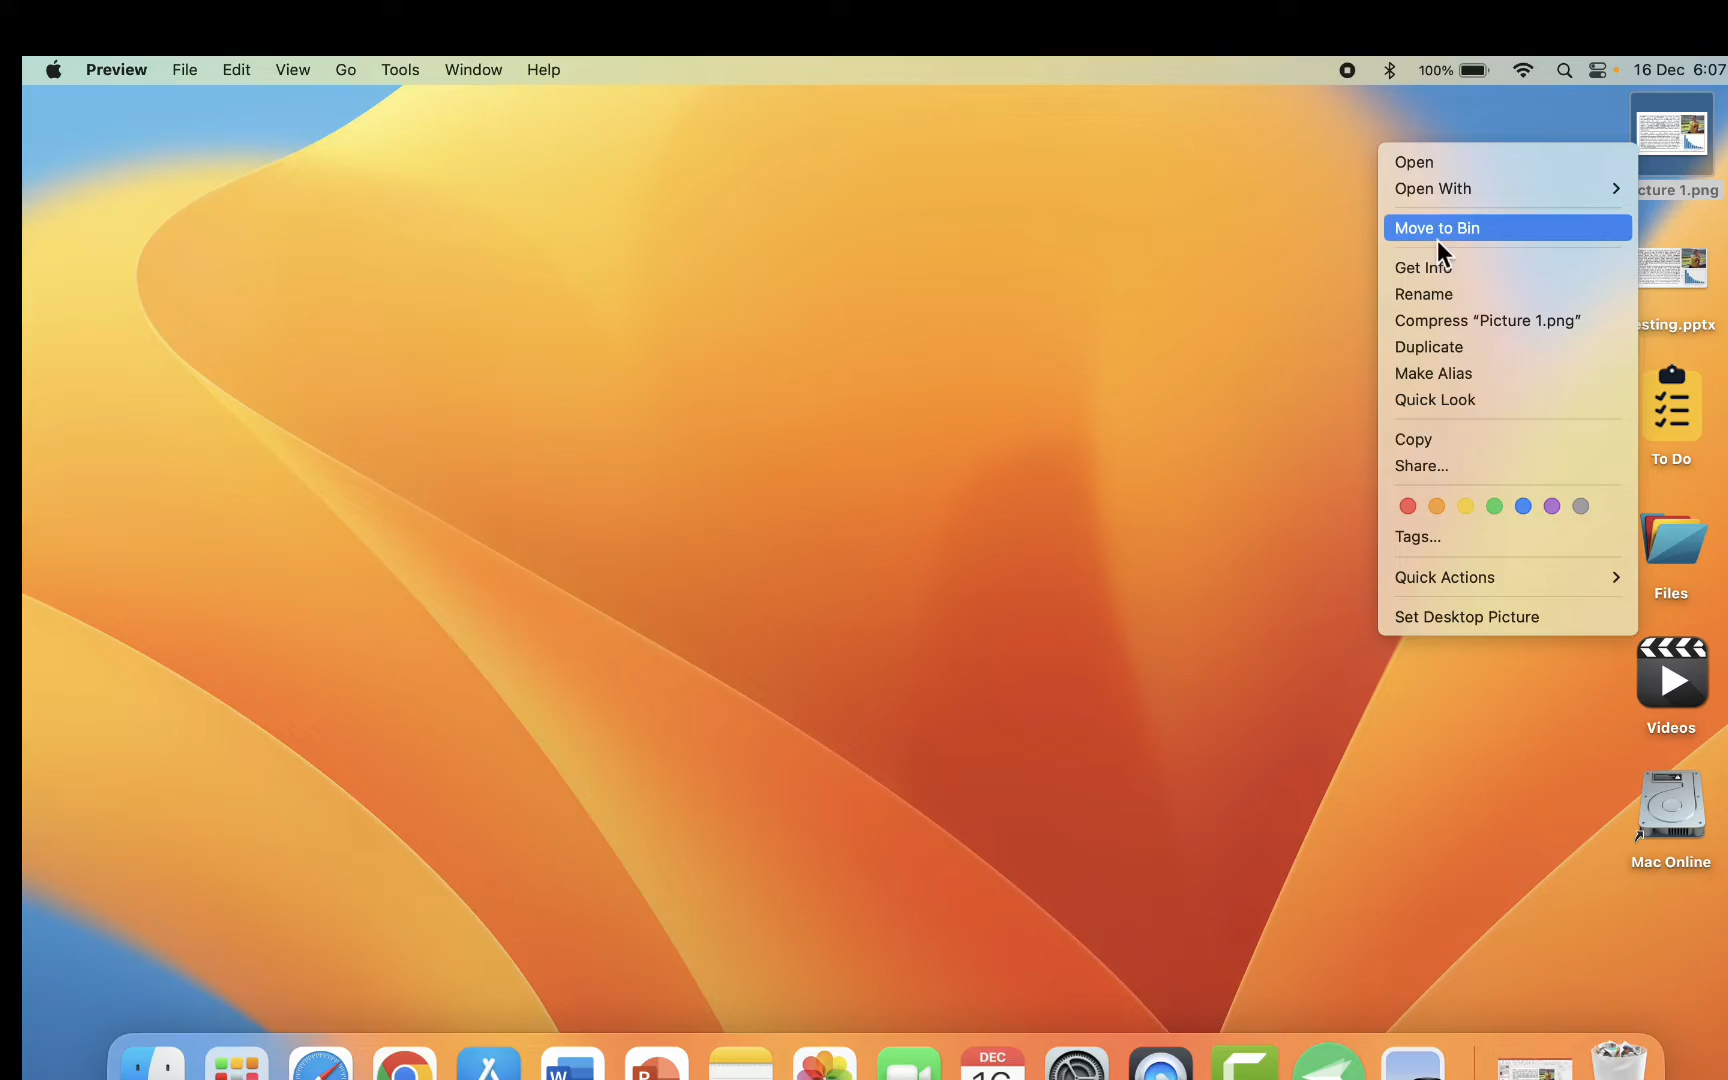 Preview File Edit View Go Tools Window Help 100% 16 Dec 6:07
Open
Open With
Move to Bin
Get Info
Rename
Compress “Picture 1.png”
Duplicate
Make Alias
Quick Look
Copy
Share...
Tags...
Quick Actions
Set Desktop Picture
cture 1.png
sting.pptx
To Do
Files
Videos
Mac Online
W
P
DEC